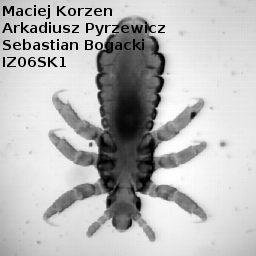 Maciej Korzen
Arkadiusz Pyrzewicz
Sebastian Bogacki
IZ06SK1